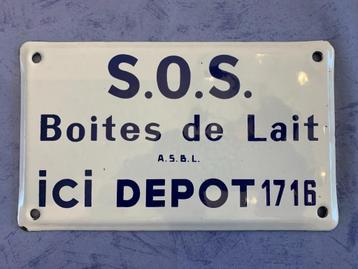 S.O.S.
Boites de Lait
A.S.B.L.
ici DEPOT 1716